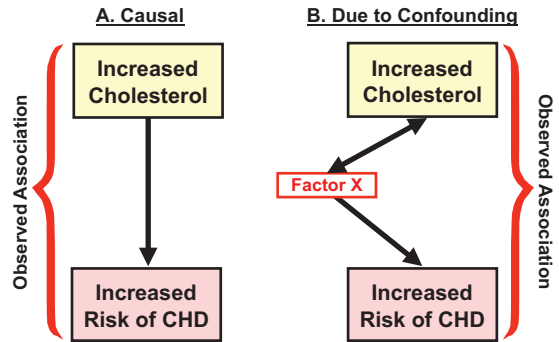 A. Causal
B. Due to Confounding
Observed Association
Increased
Cholesterol
Increased
Risk of CHD
Increased
Cholesterol
Factor X
Increased
Risk of CHD
Observed Association